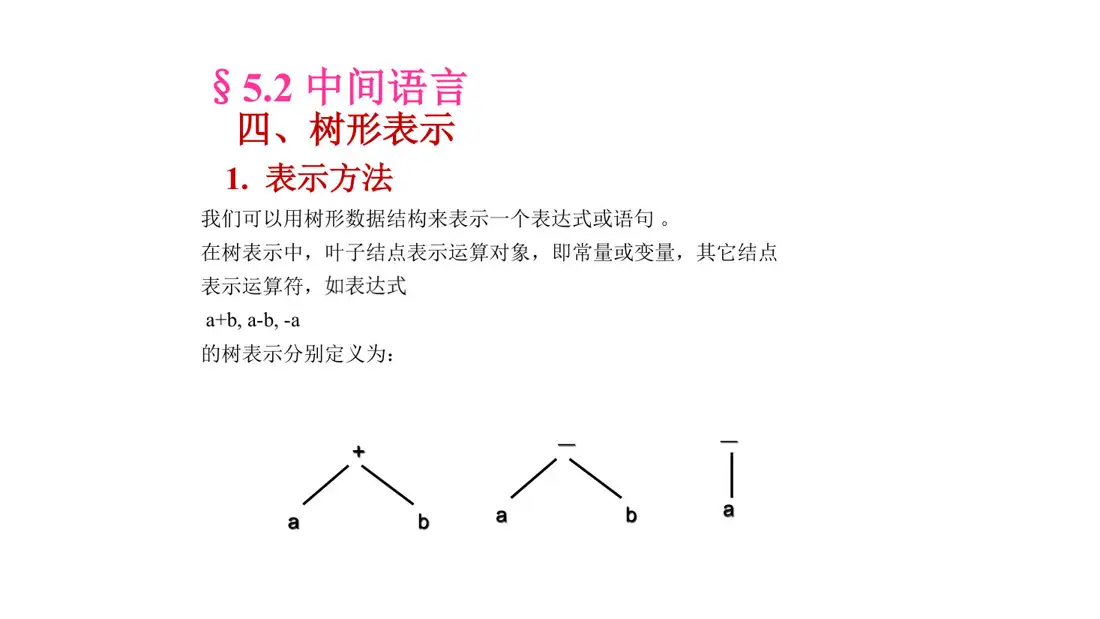 §5.2 中间语言
四、树形表示
1. 表示方法
我们可以用树形数据结构来表示一个表达式或语句 。
在树表示中，叶子结点表示运算对象，即常量或变量，其它结点
表示运算符，如表达式
a+b, a-b, -a
的树表示分别定义为：
+ — —
a b a b a